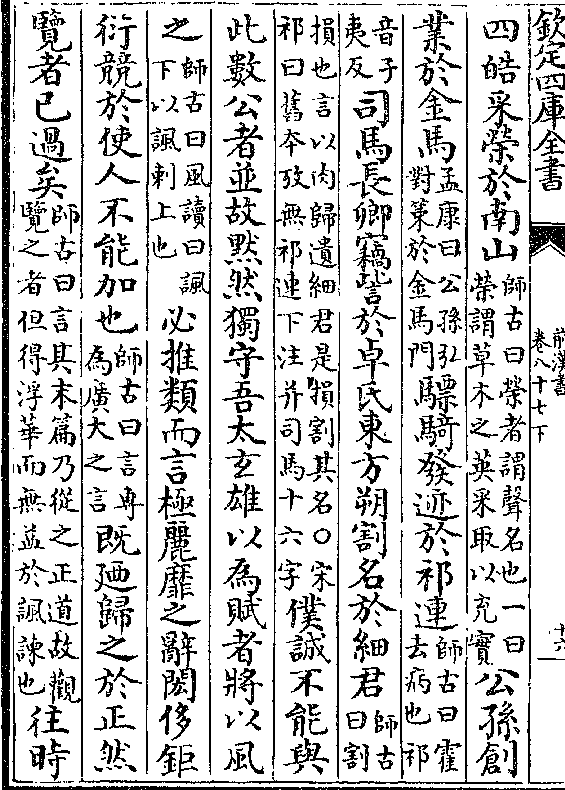 欽定四庫全書
前漢書
卷八十七下
十六
四皓采榮於南山師古曰榮者謂聲名也一曰榮謂草木之英采取以充實公孫創
業於金馬孟康曰公孫弘對策於金馬門驃騎發迹於祁連師古曰霍去病也祁
音子夷反司馬長卿竊訾於卓氏東方朔割名於細君師古曰割
損也言以肉歸遺細君是損割其名○宋祁曰舊本攷無祁連下注并司馬十六字僕誠不能與
此數公者並故黙然獨守吾太玄雄以為賦者將以風
之師古曰風讀曰諷下以諷刺上也必推類而言極麗靡之辭閎侈鉅
衍競於使人不能加也師古曰言専為廣大之言既廼歸之於正然
覽者已過矣師古曰言其末篇乃從之正道故觀覽之者但得浮華而無益於諷諫也往時